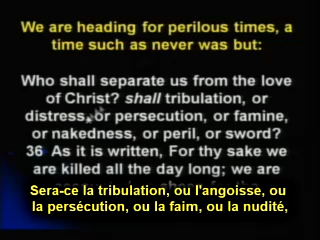 We are heading for perilous times, a
time such as never was but:
Who shall separate us from the love
of Christ? shall tribulation, or
distress, or persecution, or famine,
or nakedness, or peril, or sword?
36 As it is written, For thy sake we
are killed all the day long; we are
Sera-ce la tribulation, ou l'angoisse, ou
la persécution, ou la faim, ou la nudité,